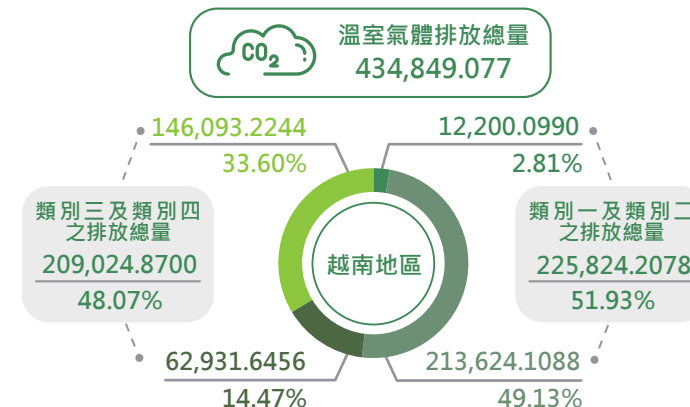 CO2
溫室氣體排放總量
434,849.077
146,093.2244
33.60%
12,200.0990
2.81%
類別三及類別四
之排放總量
209,024.8700
48.07%
越南地區
類別一及類別二
之排放總量
225,824.2078
51.93%
62,931.6456
14.47%
213,624.1088
49.13%